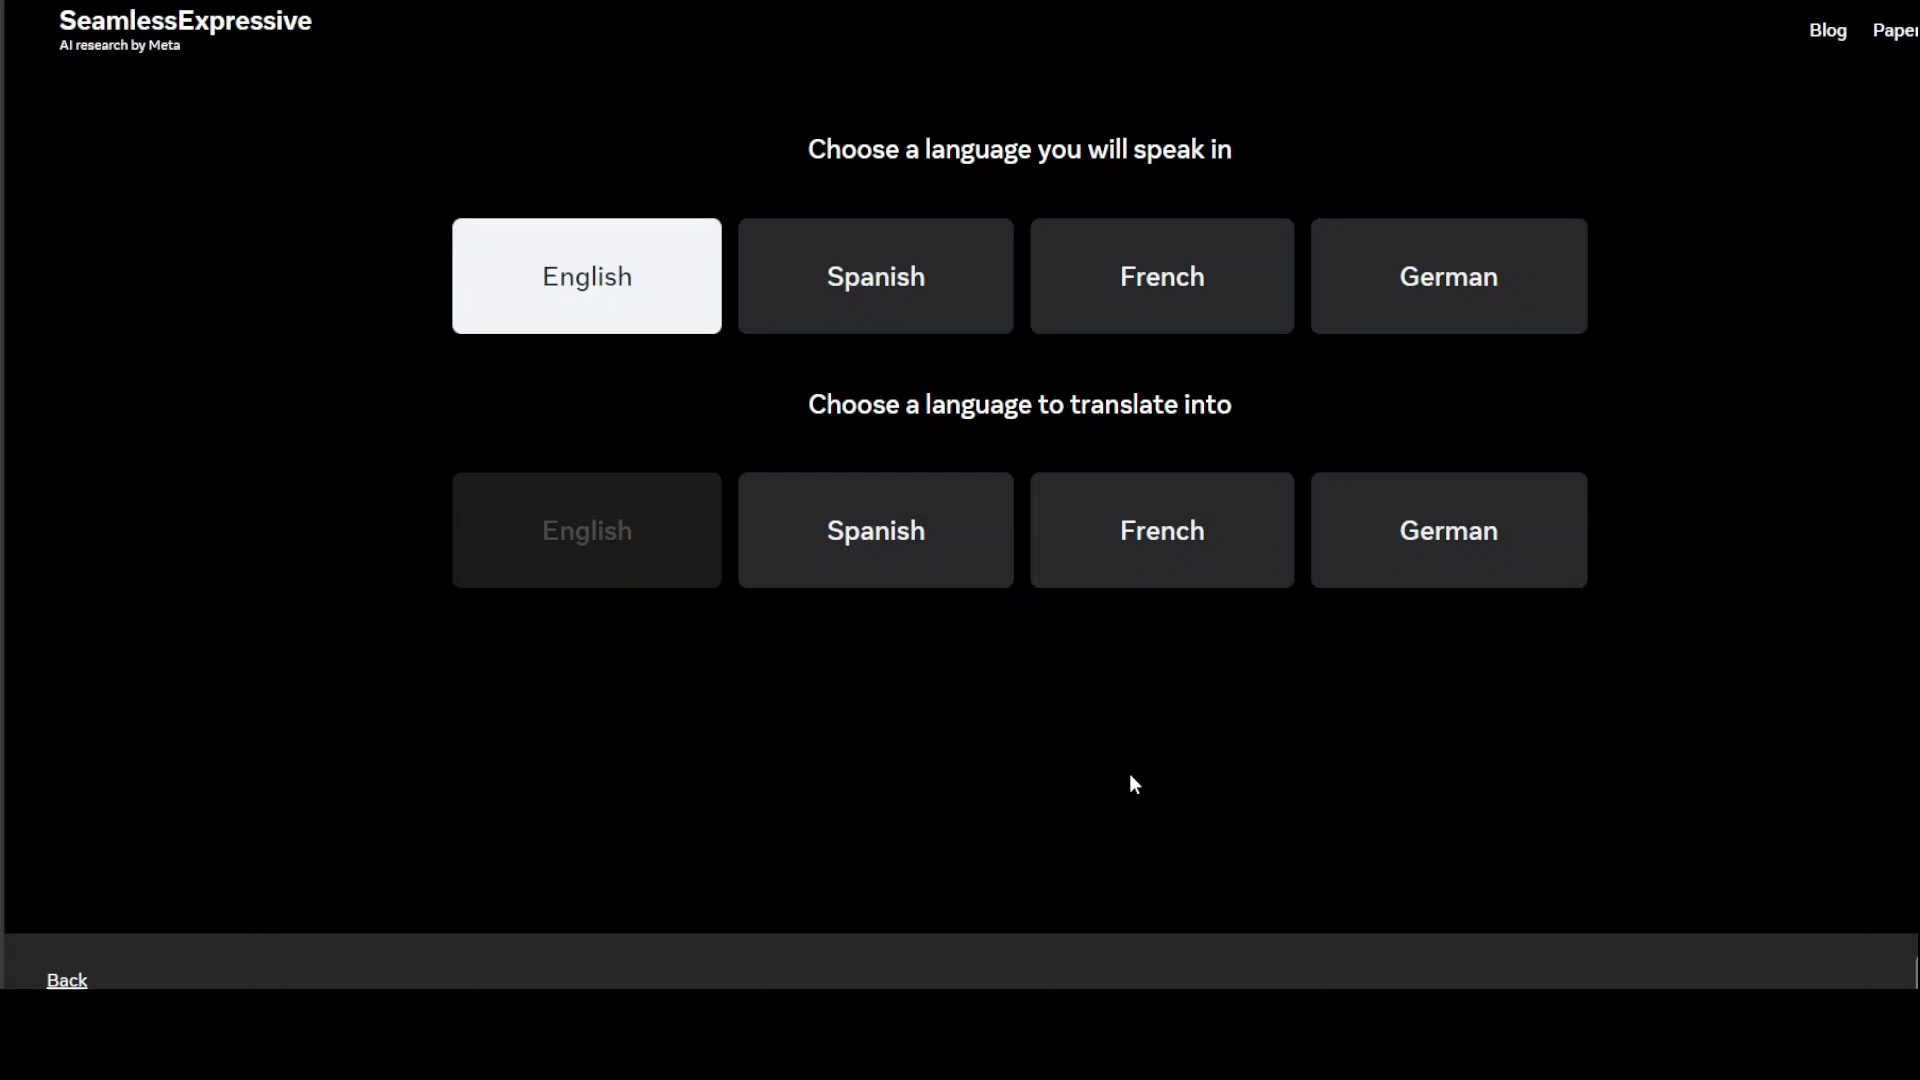 SeamlessExpressive
AI research by Meta
Blog Paper
Choose a language you will speak in
English Spanish French German
Choose a language to translate into
English Spanish French German
Back